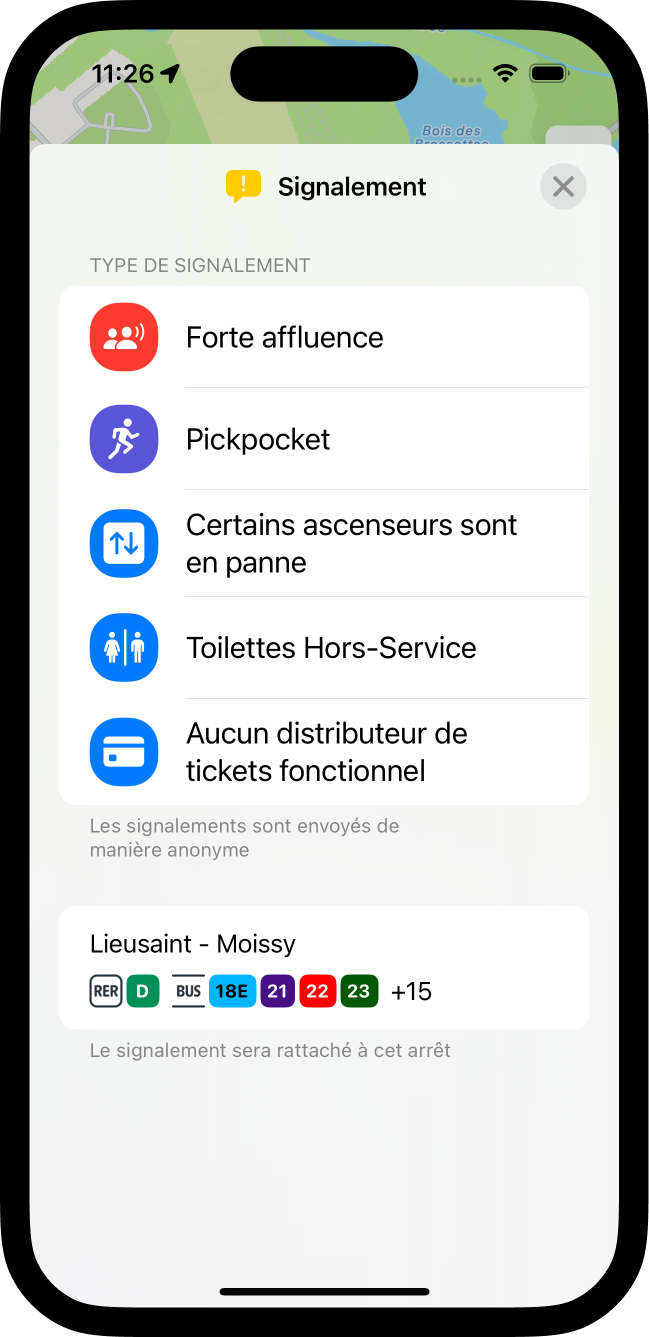 11:26
Bois des
Signalement
TYPE DE SIGNALEMENT
Forte affluence
Pickpocket
Certains ascenseurs sont
en panne
Toilettes Hors-Service
Aucun distributeur de
tickets fonctionnel
Les signalements sont envoyés de
manière anonyme
Lieusaint - Moissy
RER D BUS 18E 21 22 23 +15
Le signalement sera rattaché à cet arrêt